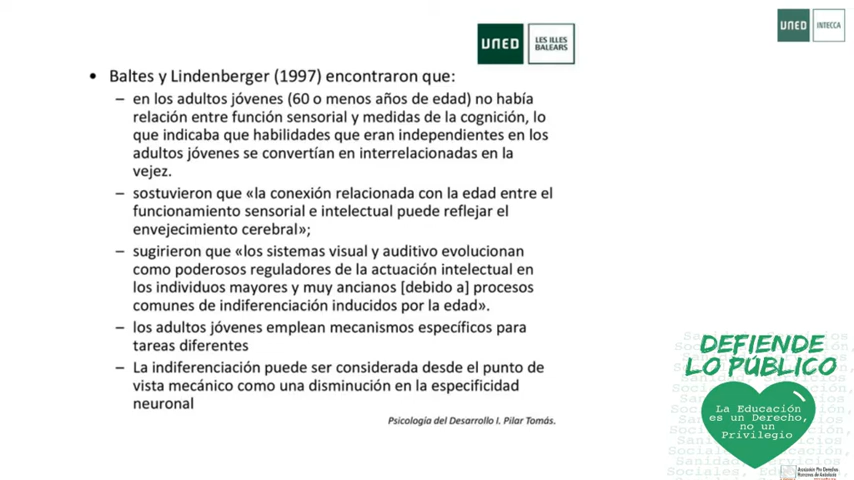 UNED
LES ILLES
BALEARS
UNED
INTECCA
• Baltes y Lindenberger (1997) encontraron que:
– en los adultos jóvenes (60 o menos años de edad) no había
relación entre función sensorial y medidas de la cognición, lo
que indicaba que habilidades que eran independientes en los
adultos jóvenes se convertían en interrelacionadas en la
vejez.
– sostuvieron que «la conexión relacionada con la edad entre el
funcionamiento sensorial e intelectual puede reflejar el
envejecimiento cerebral»;
– sugirieron que «los sistemas visual y auditivo evolucionan
como poderosos reguladores de la actuación intelectual en
los individuos mayores y muy ancianos [debido a] procesos
comunes de indiferenciación inducidos por la edad».
– los adultos jóvenes emplean mecanismos específicos para
tareas diferentes
– La indiferenciación puede ser considerada desde el punto de
vista mecánico como una disminución en la especificidad
neuronal
Psicología del Desarrollo I. Pilar Tomás.
DEFIENDE
LO PÚBLICO
La Educación
es un Derecho,
no un
Privilegio